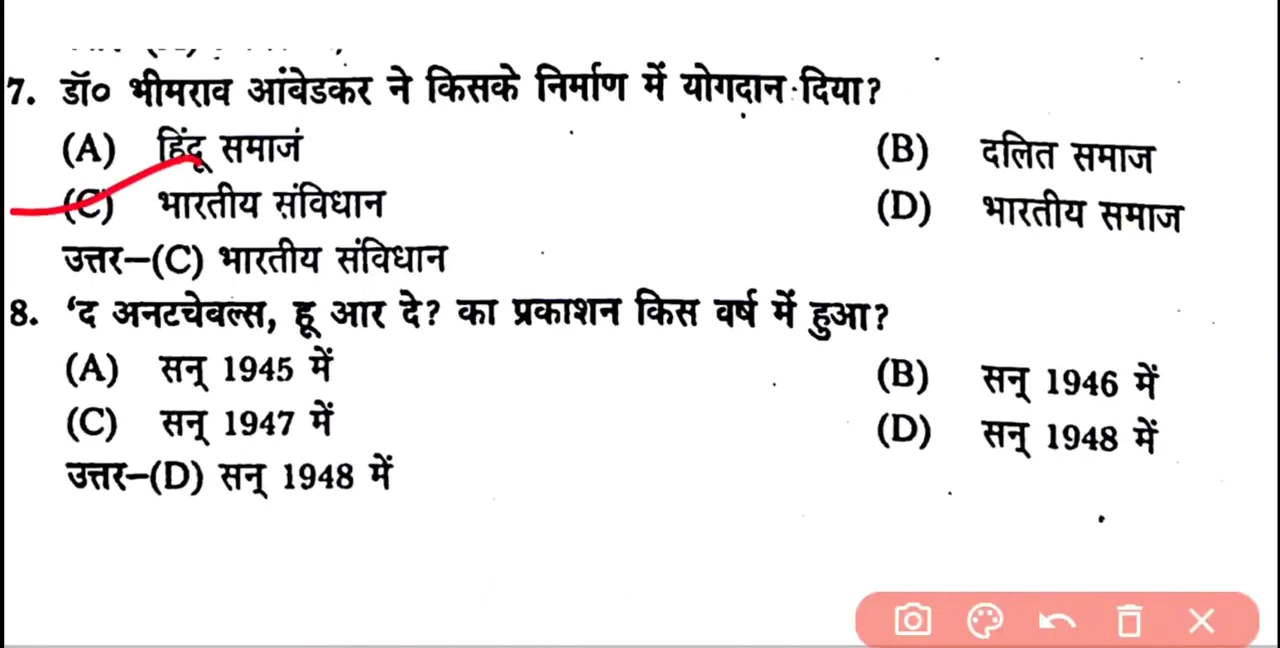 7. डॉ० भीमराव आंबेडकर ने किसके निर्माण में योगदान दिया?
(A) हिंदू समाज (B) दलित समाज
(C) भारतीय संविधान (D) भारतीय समाज
उत्तर–(C) भारतीय संविधान
8. 'द अनटचेबल्स, हू आर दे? का प्रकाशन किस वर्ष में हुआ?
(A) सन् 1945 में (B) सन् 1946 में
(C) सन् 1947 में (D) सन् 1948 में
उत्तर–(D) सन् 1948 में